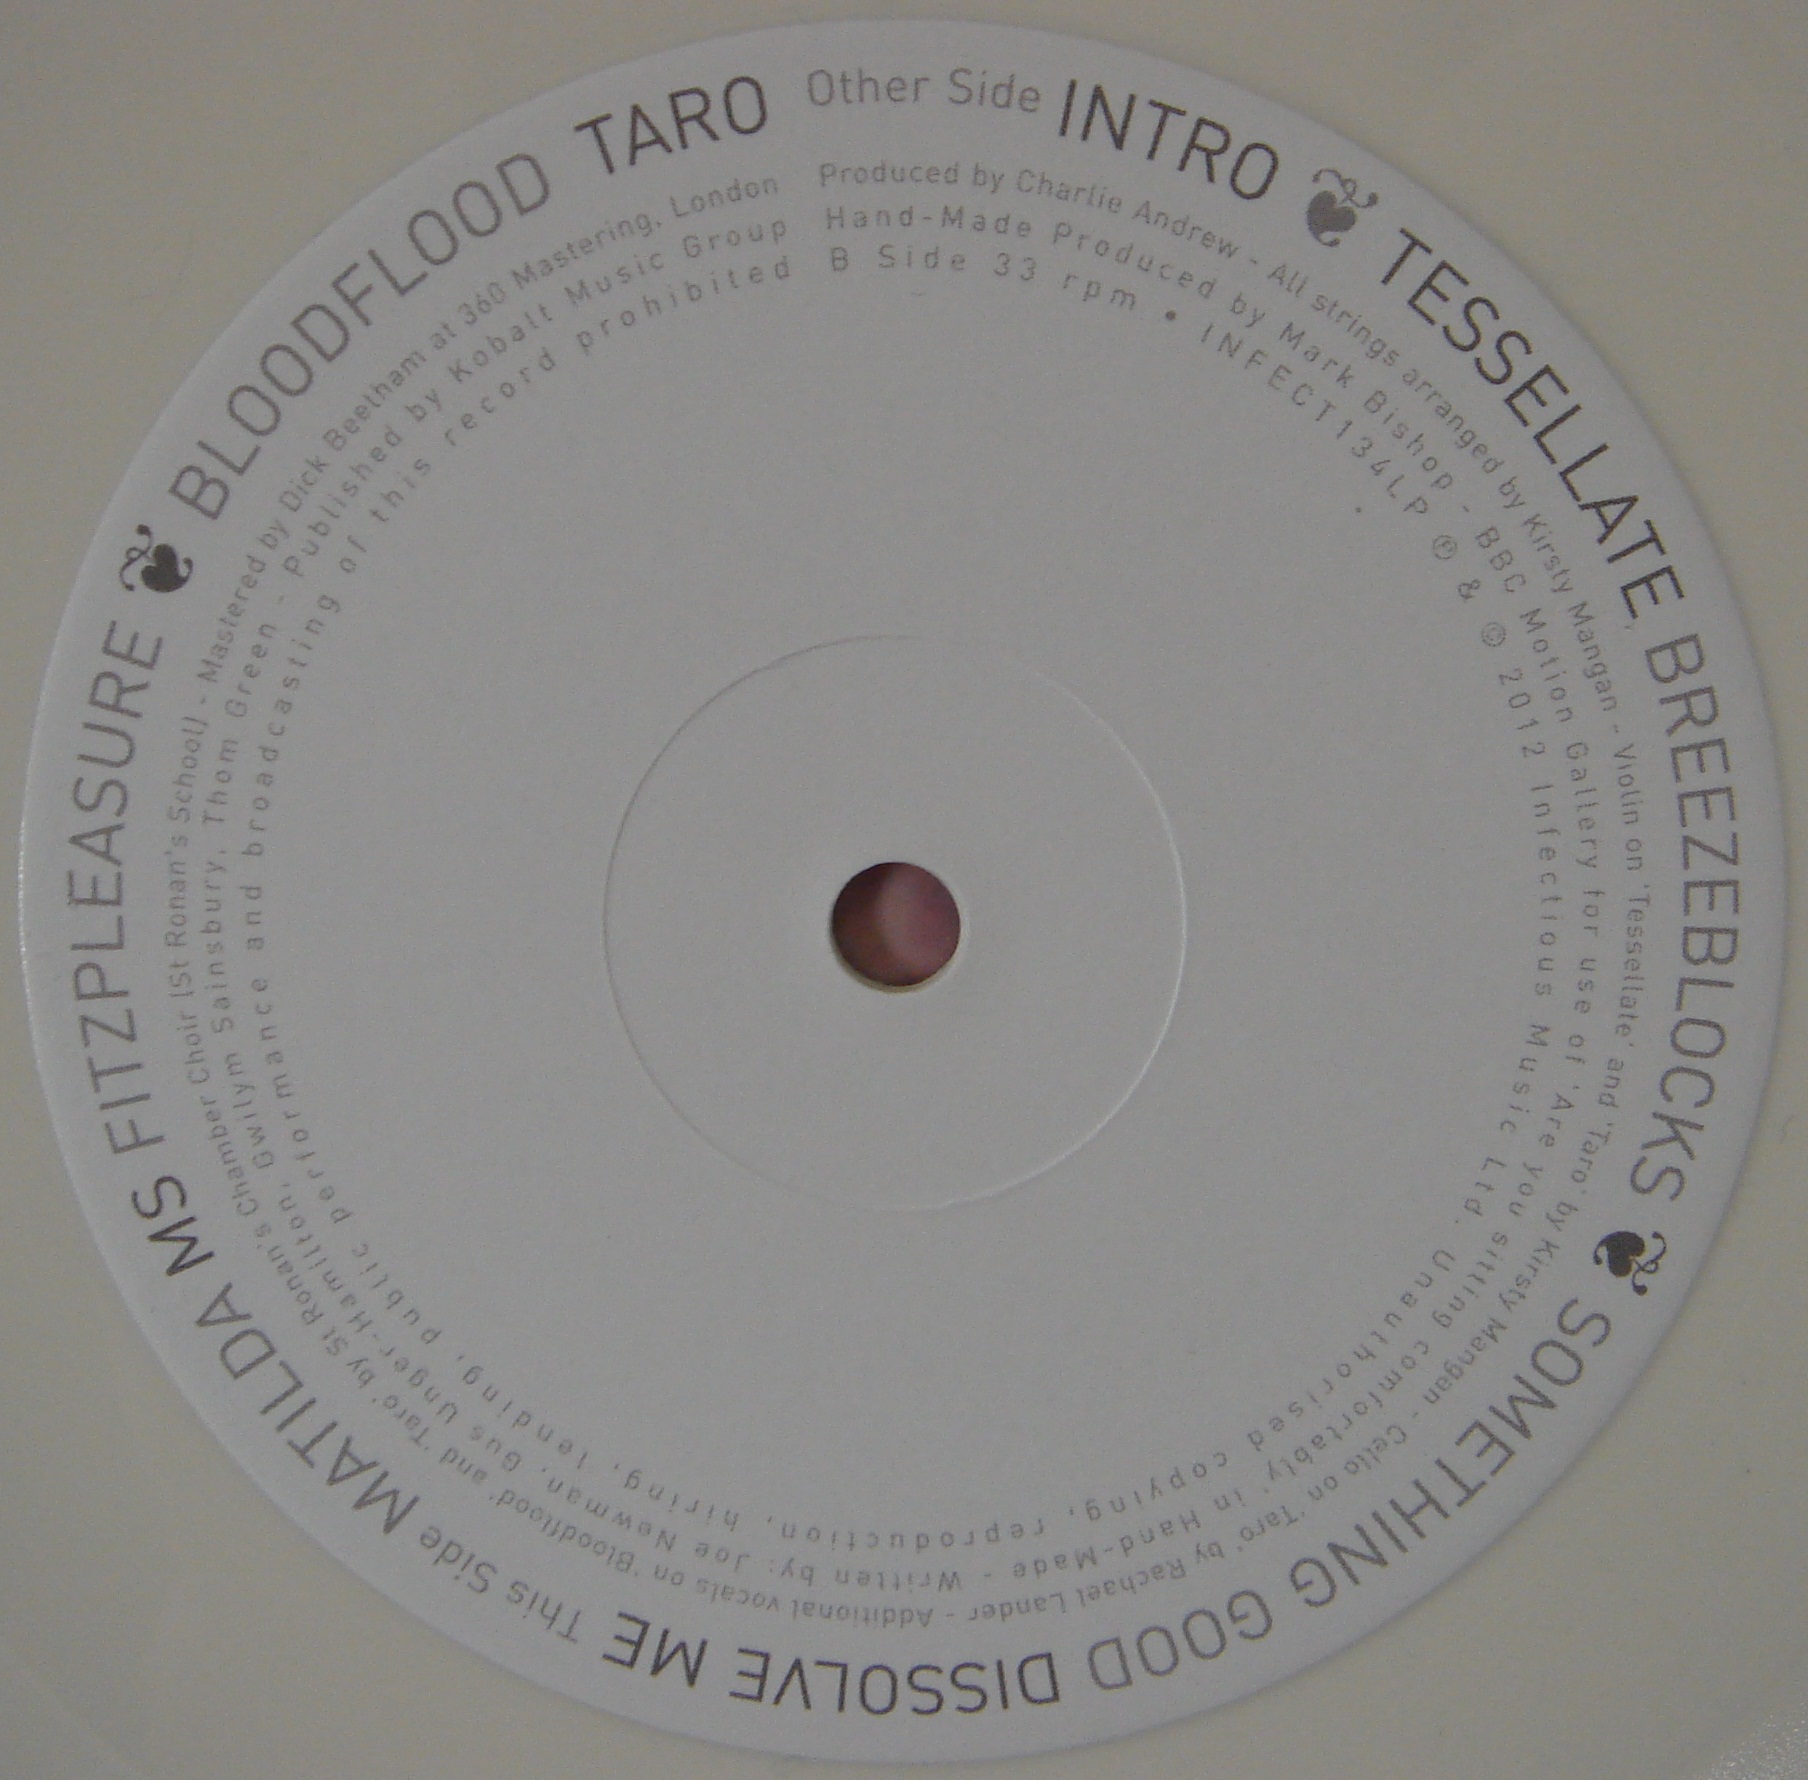 Other Side INTRO ❦ TESSELLATE BREEZEBLOCKS ❦ SOMETHING GOOD DISSOLVE ME This Side MATILDA MS FITZPLEASURE ❦ BLOODFLOOD TARO
Produced by Charlie Andrew - All strings arranged by Kirsty Mangan - Violin on 'Tessellate' and 'Taro' by Kirsty Mangan - Cello on 'Taro' by Rachael Lander - Additional vocals on 'Bloodflood' and 'Taro' by St Ronan's Chamber Choir (St Ronan's School) - Mastered by Dick Beetham at 360 Mastering, London
Hand-Made Produced by Mark Bishop - BBC Motion Gallery for use of 'Are you sitting comfortably' in Hand-Made - Written by: Joe Newman, Gus Unger-Hamilton, Gwilym Sainsbury, Thom Green - Published by Kobalt Music Group
B Side 33 rpm • INFECT134LP ℗ & © 2012 Infectious Music Ltd. Unauthorised copying, reproduction, hiring, lending, public performance and broadcasting of this record prohibited